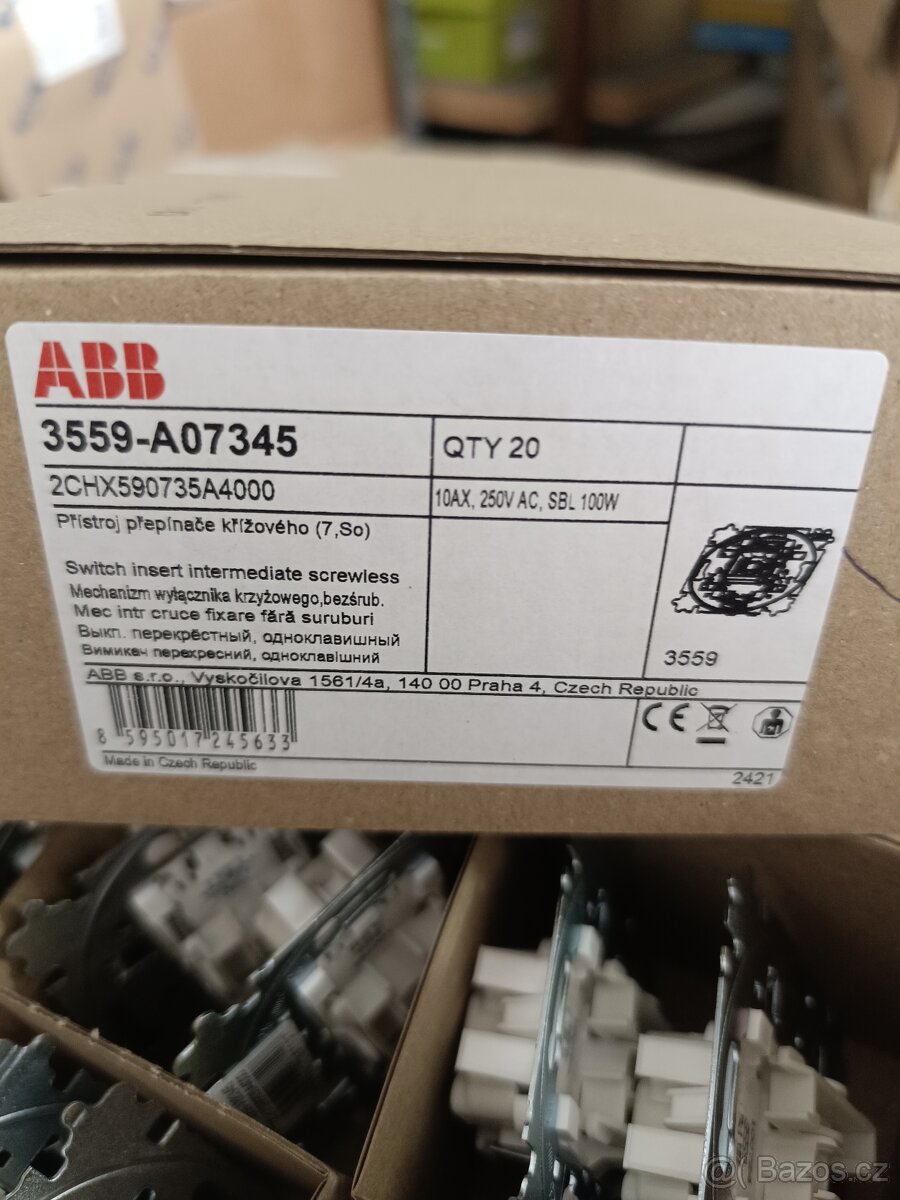 ABB
3559-A07345
QTY 20
2CHX590735A4000
10AX, 250V AC, SBL 100W
Přístroj přepínače křížového (7,So)
Switch insert intermediate screwless
Mechanizm wyłącznika krzyżowego,bezśrub.
Mec intr cruce fixare fără suruburi
Выкл. перекрёстный, одноклавишный
Вимикач перехресний, одноклавішний
3559
ABB s.r.o., Vyskočilova 1561/4a, 140 00 Praha 4, Czech Republic
CE
8 595017 245633
Made in Czech Republic
2421
@ Bazos.cz